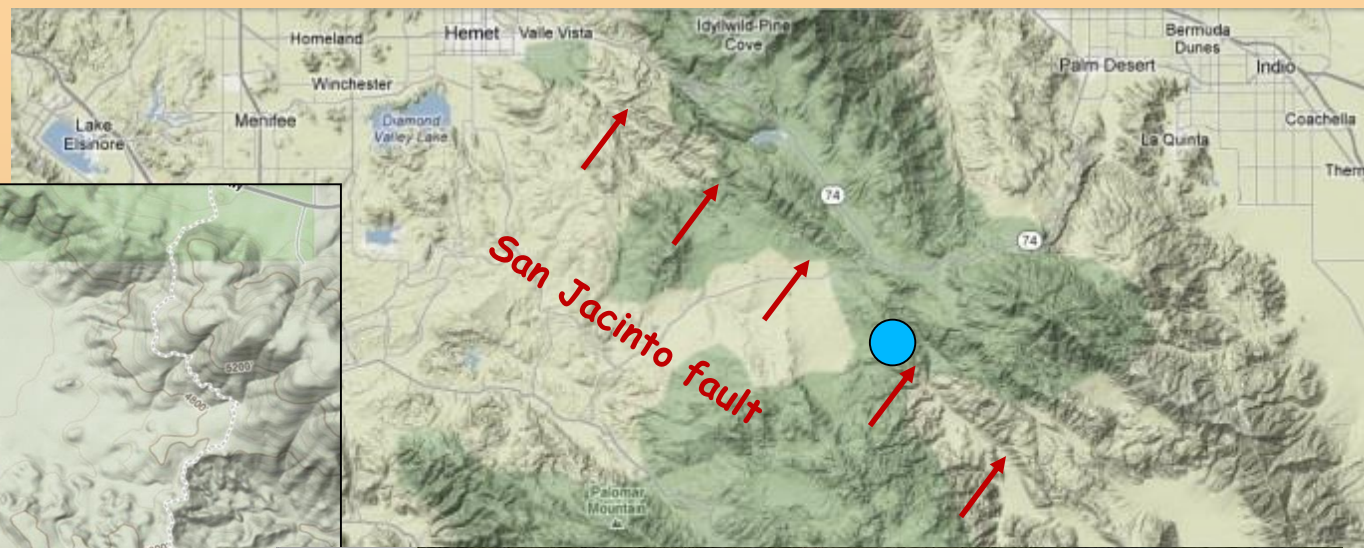 Homeland
Hemet
Valle Vista
Idyllwild-Pine
Cove
Bermuda
Dunes
Palm Desert
Indio
Winchester
Lake
Elsinore
Menifee
Diamond
Valley Lake
Coachella
La Quinta
74
74
San Jacinto fault
5200
4800
Palomar
Mountain